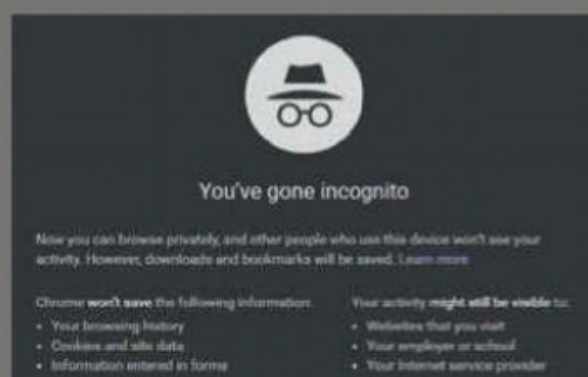 You've gone incognito
Now you can browse privately, and other people who use this device won't see your
activity. However, downloads and bookmarks will be saved. Learn more
Chrome won't save the following information:
• Your browsing history
• Cookies and site data
• Information entered in forms
Your activity might still be visible to:
• Websites that you visit
• Your employer or school
• Your Internet service provider